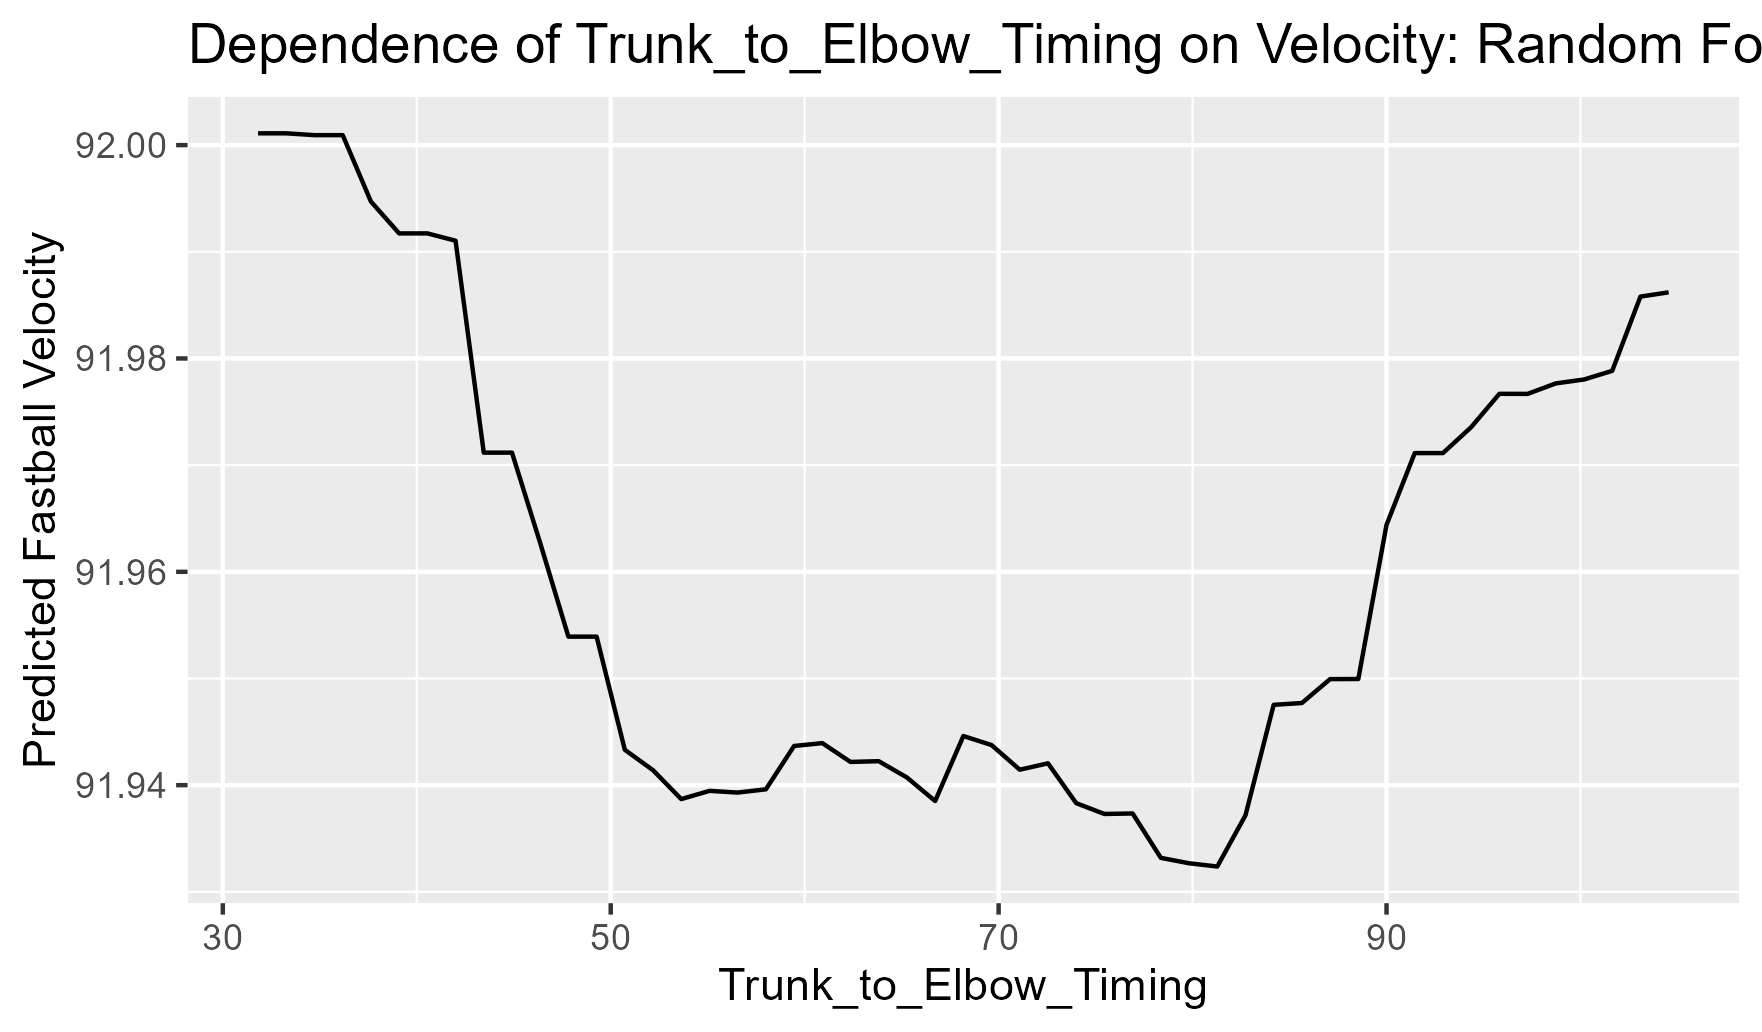 Dependence of Trunk_to_Elbow_Timing on Velocity: Random Fo
Predicted Fastball Velocity
92.00
91.98
91.96
91.94
30 50 70 90
Trunk_to_Elbow_Timing